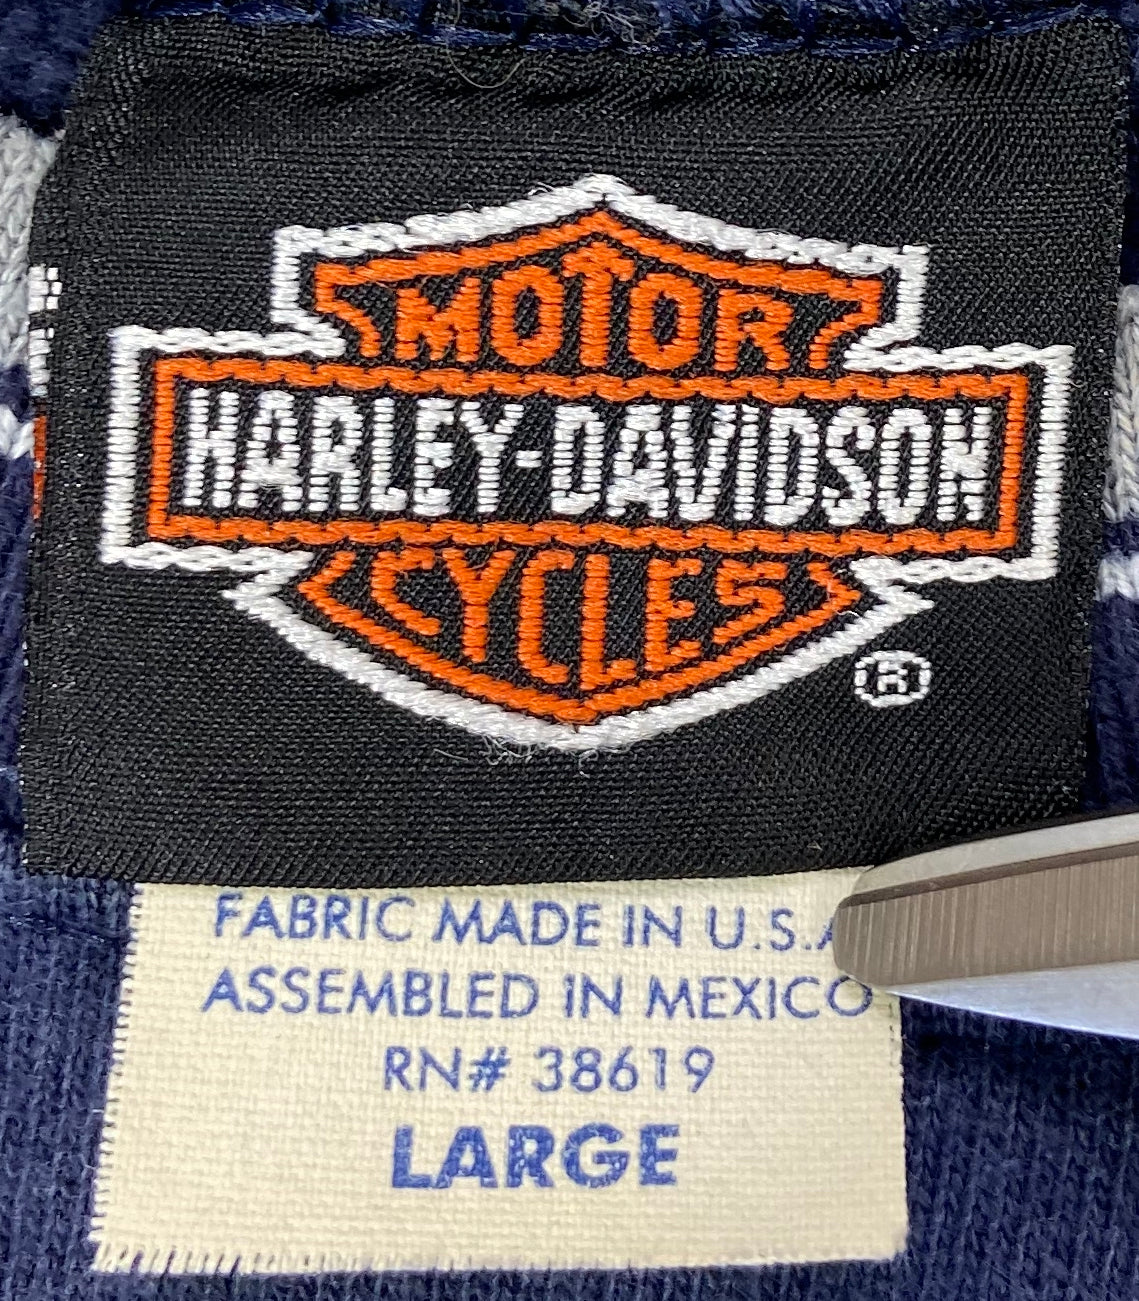 MOTOR
HARLEY-DAVIDSON
CYCLES
®
FABRIC MADE IN U.S.A
ASSEMBLED IN MEXICO
RN# 38619
LARGE